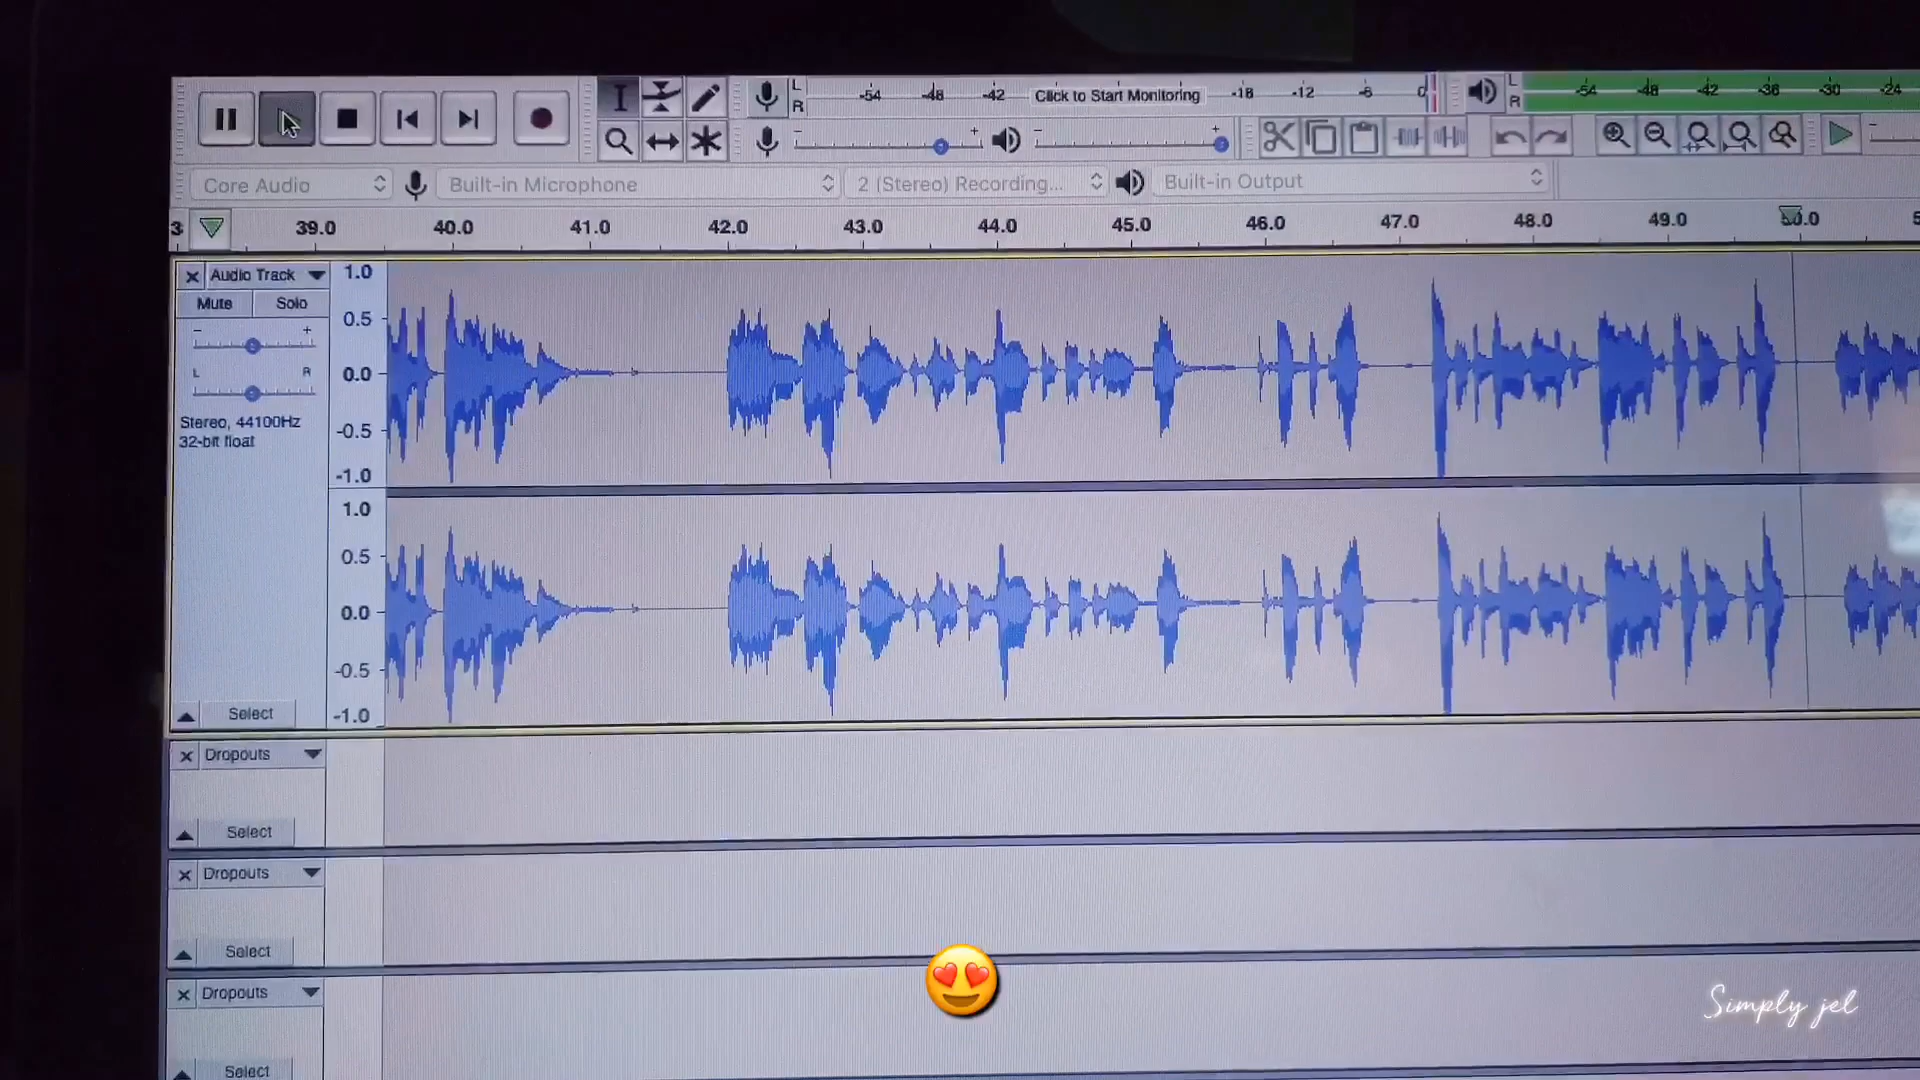 L
R
-54 -48 -42 Click to Start Monitoring -18 -12 -6 0
L
R
-54 -48 -42 -36 -30 -24
- +
- +
-
Core Audio
Built-in Microphone
2 (Stereo) Recording...
Built-in Output
39.0 40.0 41.0 42.0 43.0 44.0 45.0 46.0 47.0 48.0 49.0 50.0
Audio Track
Mute Solo
- +
L R
Stereo, 44100Hz
32-bit float
Select
1.0
0.5
0.0
-0.5
-1.0
1.0
0.5
0.0
-0.5
-1.0
Dropouts
Select
Dropouts
Select
Dropouts
Select
Simply jel